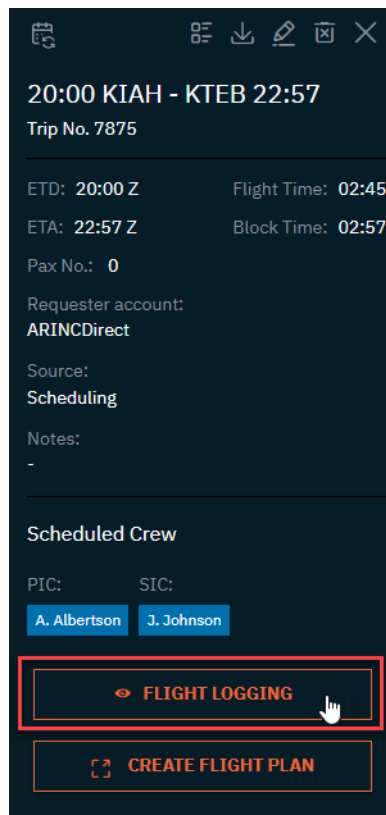 20:00 KIAH - KTEB 22:57
Trip No. 7875
ETD: 20:00 Z Flight Time: 02:45
ETA: 22:57 Z Block Time: 02:57
Pax No.: 0
Requester account:
ARINCDirect
Source:
Scheduling
Notes:
-
Scheduled Crew
PIC: SIC:
A. Albertson J. Johnson
FLIGHT LOGGING
CREATE FLIGHT PLAN